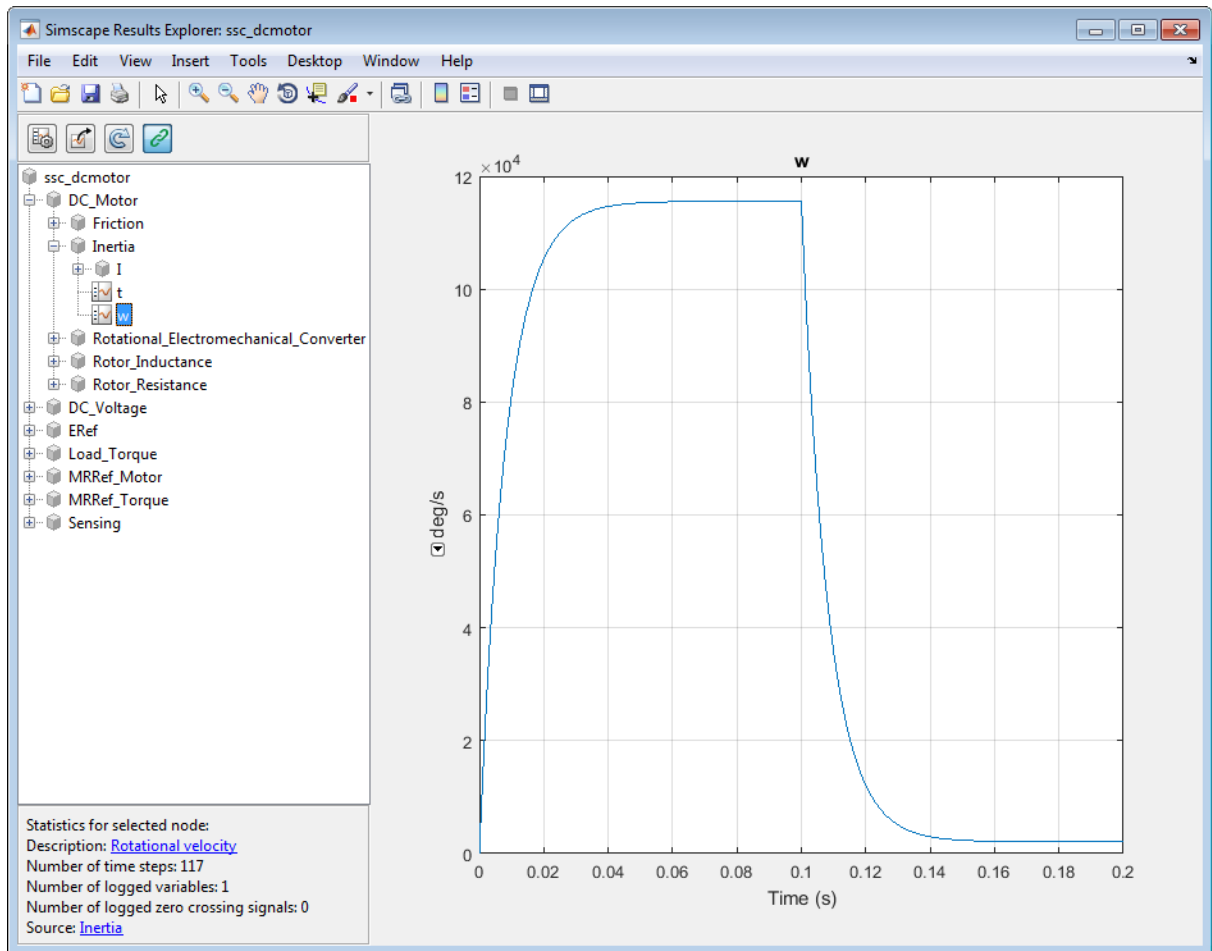 Simscape Results Explorer: ssc_dcmotor
File Edit View Insert Tools Desktop Window Help
ssc_dcmotor
DC_Motor
Friction
Inertia
I
t
w
Rotational_Electromechanical_Converter
Rotor_Inductance
Rotor_Resistance
DC_Voltage
ERef
Load_Torque
MRRef_Motor
MRRef_Torque
Sensing
Statistics for selected node:
Description: Rotational velocity
Number of time steps: 117
Number of logged variables: 1
Number of logged zero crossing signals: 0
Source: Inertia
w
×10⁴
12
10
8
6
4
2
0
deg/s
0 0.02 0.04 0.06 0.08 0.1 0.12 0.14 0.16 0.18 0.2
Time (s)